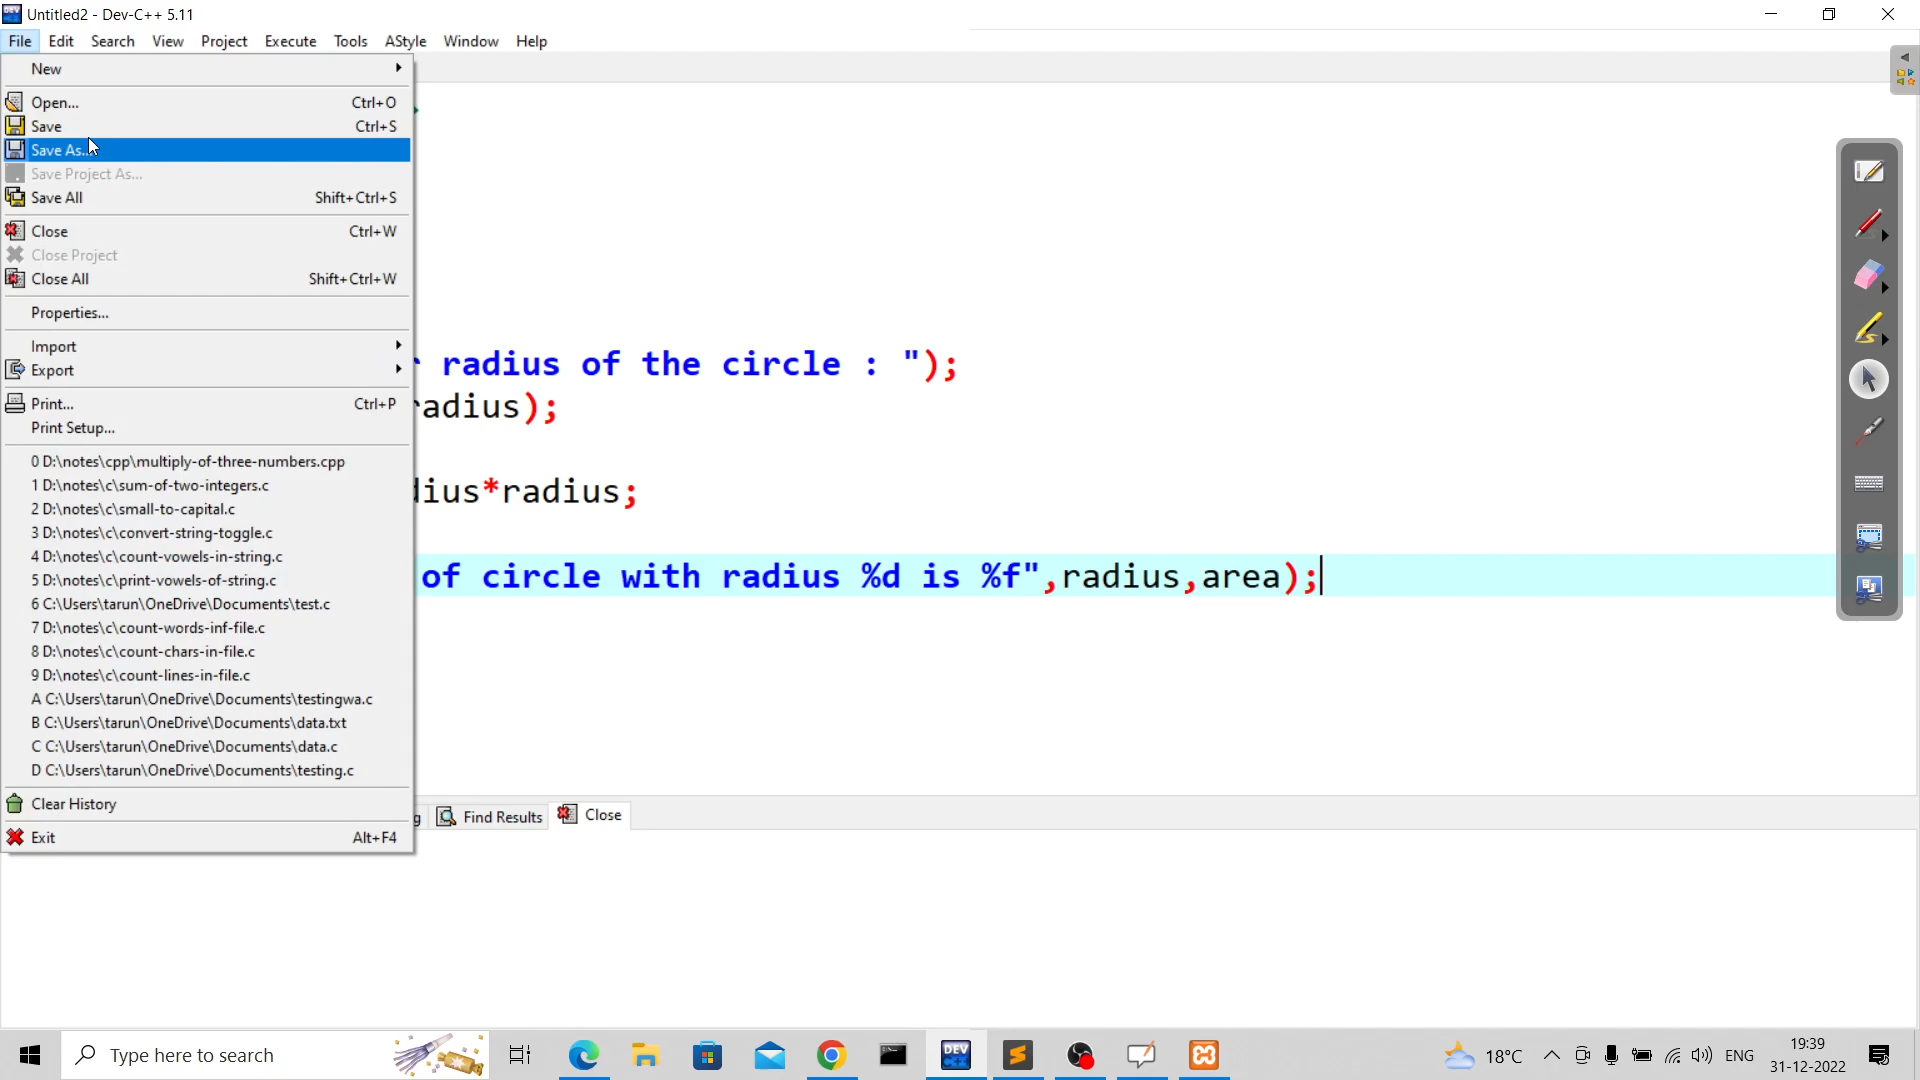 Untitled2 - Dev-C++ 5.11
File Edit Search View Project Execute Tools AStyle Window Help
New
Open... Ctrl+O
Save Ctrl+S
Save As...
Save Project As...
Save All Shift+Ctrl+S
Close Ctrl+W
Close Project
Close All Shift+Ctrl+W
Properties...
Import
Export
Print... Ctrl+P
Print Setup...
0 D:\notes\cpp\multiply-of-three-numbers.cpp
1 D:\notes\c\sum-of-two-integers.c
2 D:\notes\c\small-to-capital.c
3 D:\notes\c\convert-string-toggle.c
4 D:\notes\c\count-vowels-in-string.c
5 D:\notes\c\print-vowels-of-string.c
6 C:\Users\tarun\OneDrive\Documents\test.c
7 D:\notes\c\count-words-inf-file.c
8 D:\notes\c\count-chars-in-file.c
9 D:\notes\c\count-lines-in-file.c
A C:\Users\tarun\OneDrive\Documents\testingwa.c
B C:\Users\tarun\OneDrive\Documents\data.txt
C C:\Users\tarun\OneDrive\Documents\data.c
D C:\Users\tarun\OneDrive\Documents\testing.c
Clear History
Exit Alt+F4
radius of the circle : ");
radius);
dius*radius;
of circle with radius %d is %f",radius,area);
g Find Results Close
Type here to search
DEV
18°C
ENG
19:39
31-12-2022